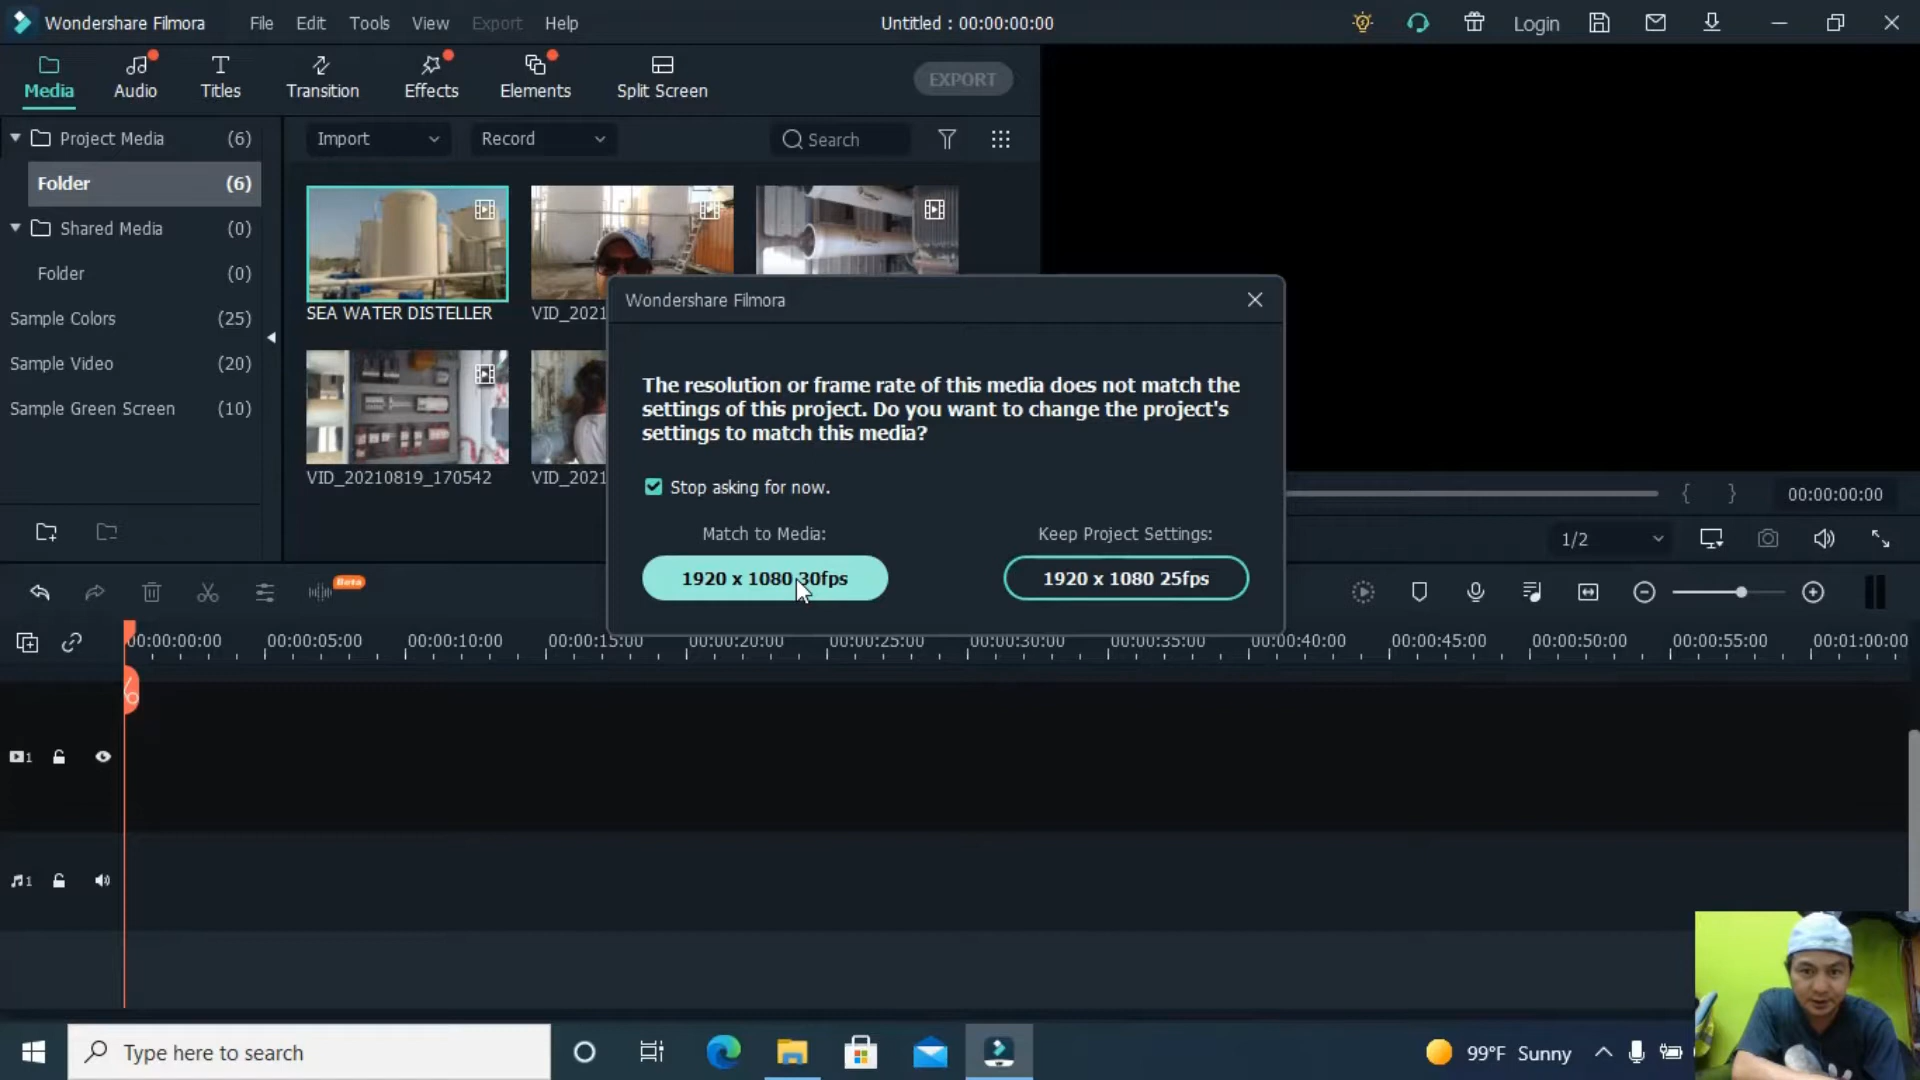 Wondershare Filmora File Edit Tools View Export Help Untitled : 00:00:00:00 Login
Media Audio Titles Transition Effects Elements Split Screen EXPORT
Project Media (6) Import Record Search
Folder (6)
Shared Media (0)
Folder (0)
Sample Colors (25)
Sample Video (20)
Sample Green Screen (10)
SEA WATER DISTELLER VID_2021
VID_20210819_170542 VID_2021
Wondershare Filmora
The resolution or frame rate of this media does not match the
settings of this project. Do you want to change the project's
settings to match this media?
Stop asking for now.
Match to Media: Keep Project Settings:
1920 x 1080 30fps 1920 x 1080 25fps
00:00:00:00
1/2
Beta
00:00:00:00 00:00:05:00 00:00:10:00 00:00:15:00 00:00:20:00 00:00:25:00 00:00:30:00 00:00:35:00 00:00:40:00 00:00:45:00 00:00:50:00 00:00:55:00 00:01:00:00
1
1
Type here to search 99°F Sunny